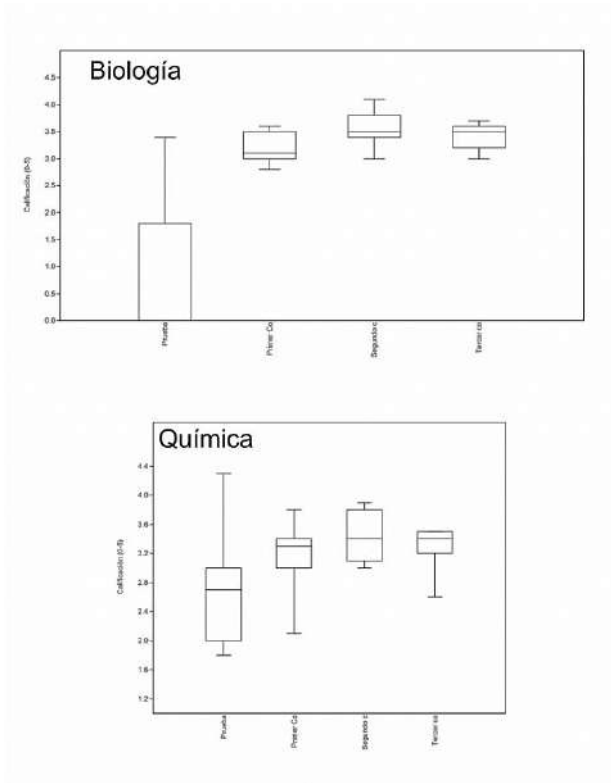 Biología
Calificación (0-5)
4.5
4.0
3.5
3.0
2.5
2.0
1.5
1.0
0.5
0.0
Prueba
Primer Co
Segundo c
Tercer co
Química
Calificación (0-5)
4.4
4.0
3.6
3.2
2.8
2.4
2.0
1.6
1.2
Prueba
Primer Co
Segundo c
Tercer co